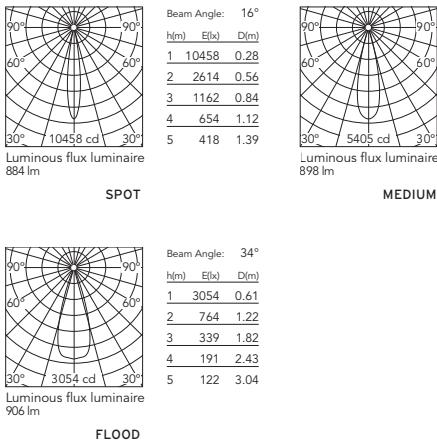 90° 90°
60° 60°
30° 10458 cd 30°
Luminous flux luminaire
884 lm
SPOT
Beam Angle: 16°
h(m) E(lx) D(m)
1 10458 0.28
2 2614 0.56
3 1162 0.84
4 654 1.12
5 418 1.39
90° 90°
60° 60°
30° 5405 cd 30°
Luminous flux luminaire
898 lm
MEDIUM
90° 90°
60° 60°
30° 3054 cd 30°
Luminous flux luminaire
906 lm
FLOOD
Beam Angle: 34°
h(m) E(lx) D(m)
1 3054 0.61
2 764 1.22
3 339 1.82
4 191 2.43
5 122 3.04